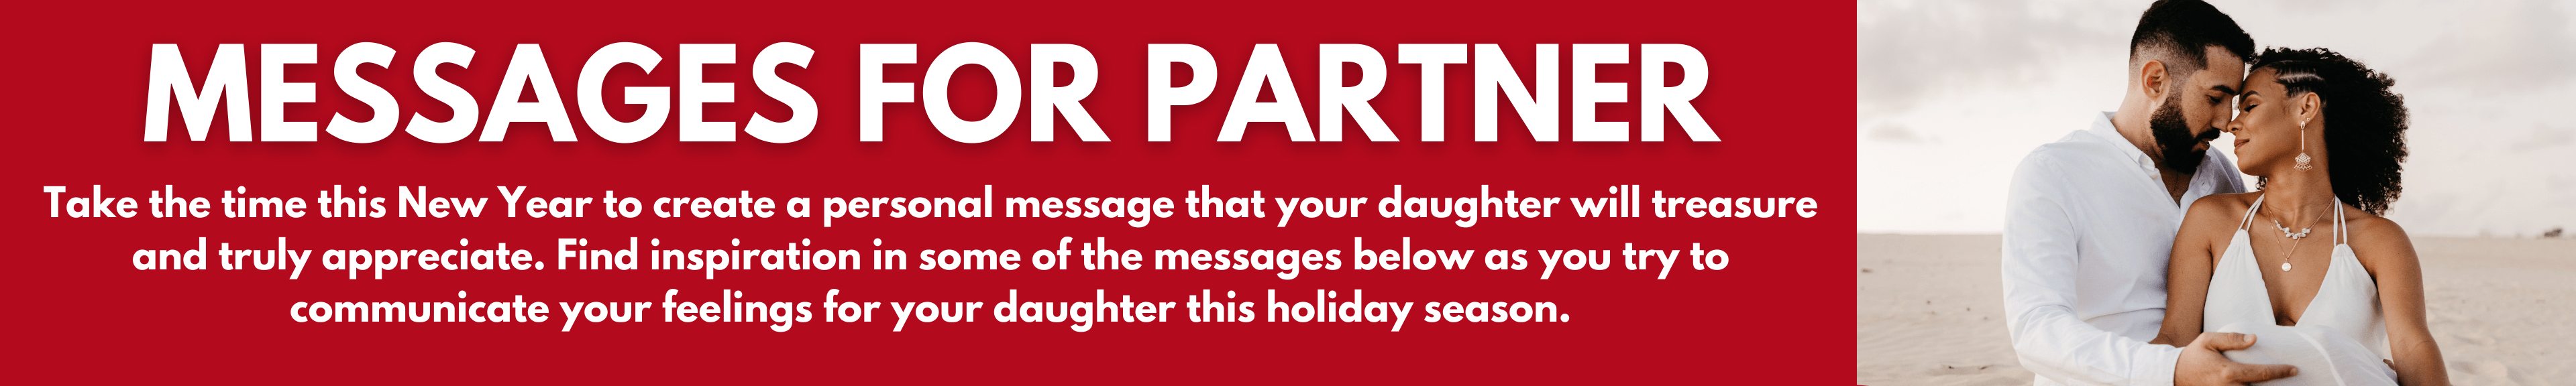 MESSAGES FOR PARTNER
Take the time this New Year to create a personal message that your daughter will treasure
and truly appreciate. Find inspiration in some of the messages below as you try to
communicate your feelings for your daughter this holiday season.